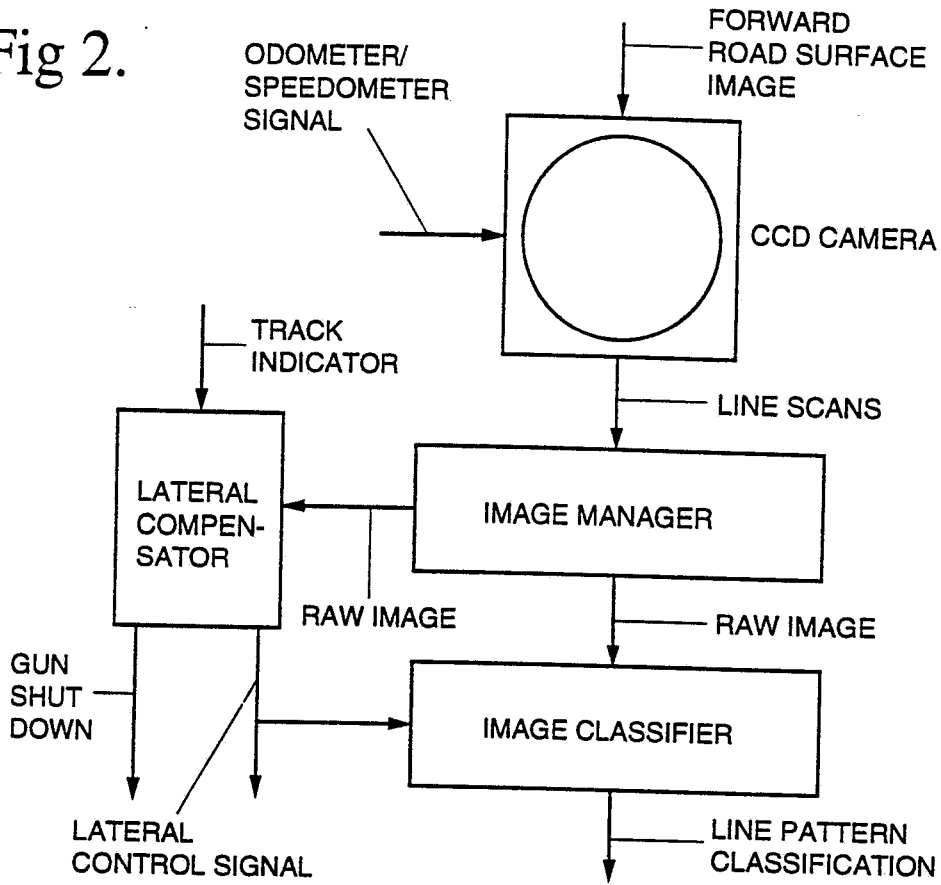 Fig 2.
FORWARD
ROAD SURFACE
IMAGE
ODOMETER/
SPEEDOMETER
SIGNAL
CCD CAMERA
TRACK
INDICATOR
LINE SCANS
LATERAL
COMPEN-
SATOR
IMAGE MANAGER
RAW IMAGE
RAW IMAGE
GUN
SHUT
DOWN
IMAGE CLASSIFIER
LATERAL
CONTROL SIGNAL
LINE PATTERN
CLASSIFICATION